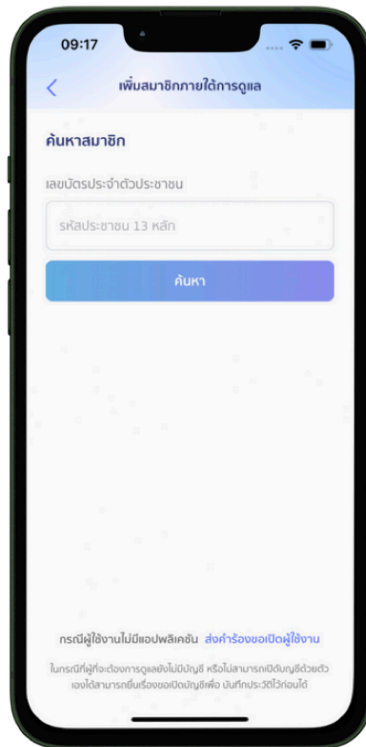 09:17
เพิ่มสมาชิกภายใต้การดูแล
ค้นหาสมาชิก
เลขบัตรประจำตัวประชาชน
รหัสประชาชน 13 หลัก
ค้นหา
กรณีผู้ใช้งานไม่มีแอปพลิเคชัน ส่งคำร้องขอเปิดผู้ใช้งาน
ในกรณีที่ผู้ที่จะต้องการดูแลยังไม่มีบัญชี หรือไม่สามารถเปิดบัญชีด้วยตัว
เองได้สามารถยื่นเรื่องขอเปิดบัญชีเพื่อ บันทึกประวัติไว้ก่อนได้